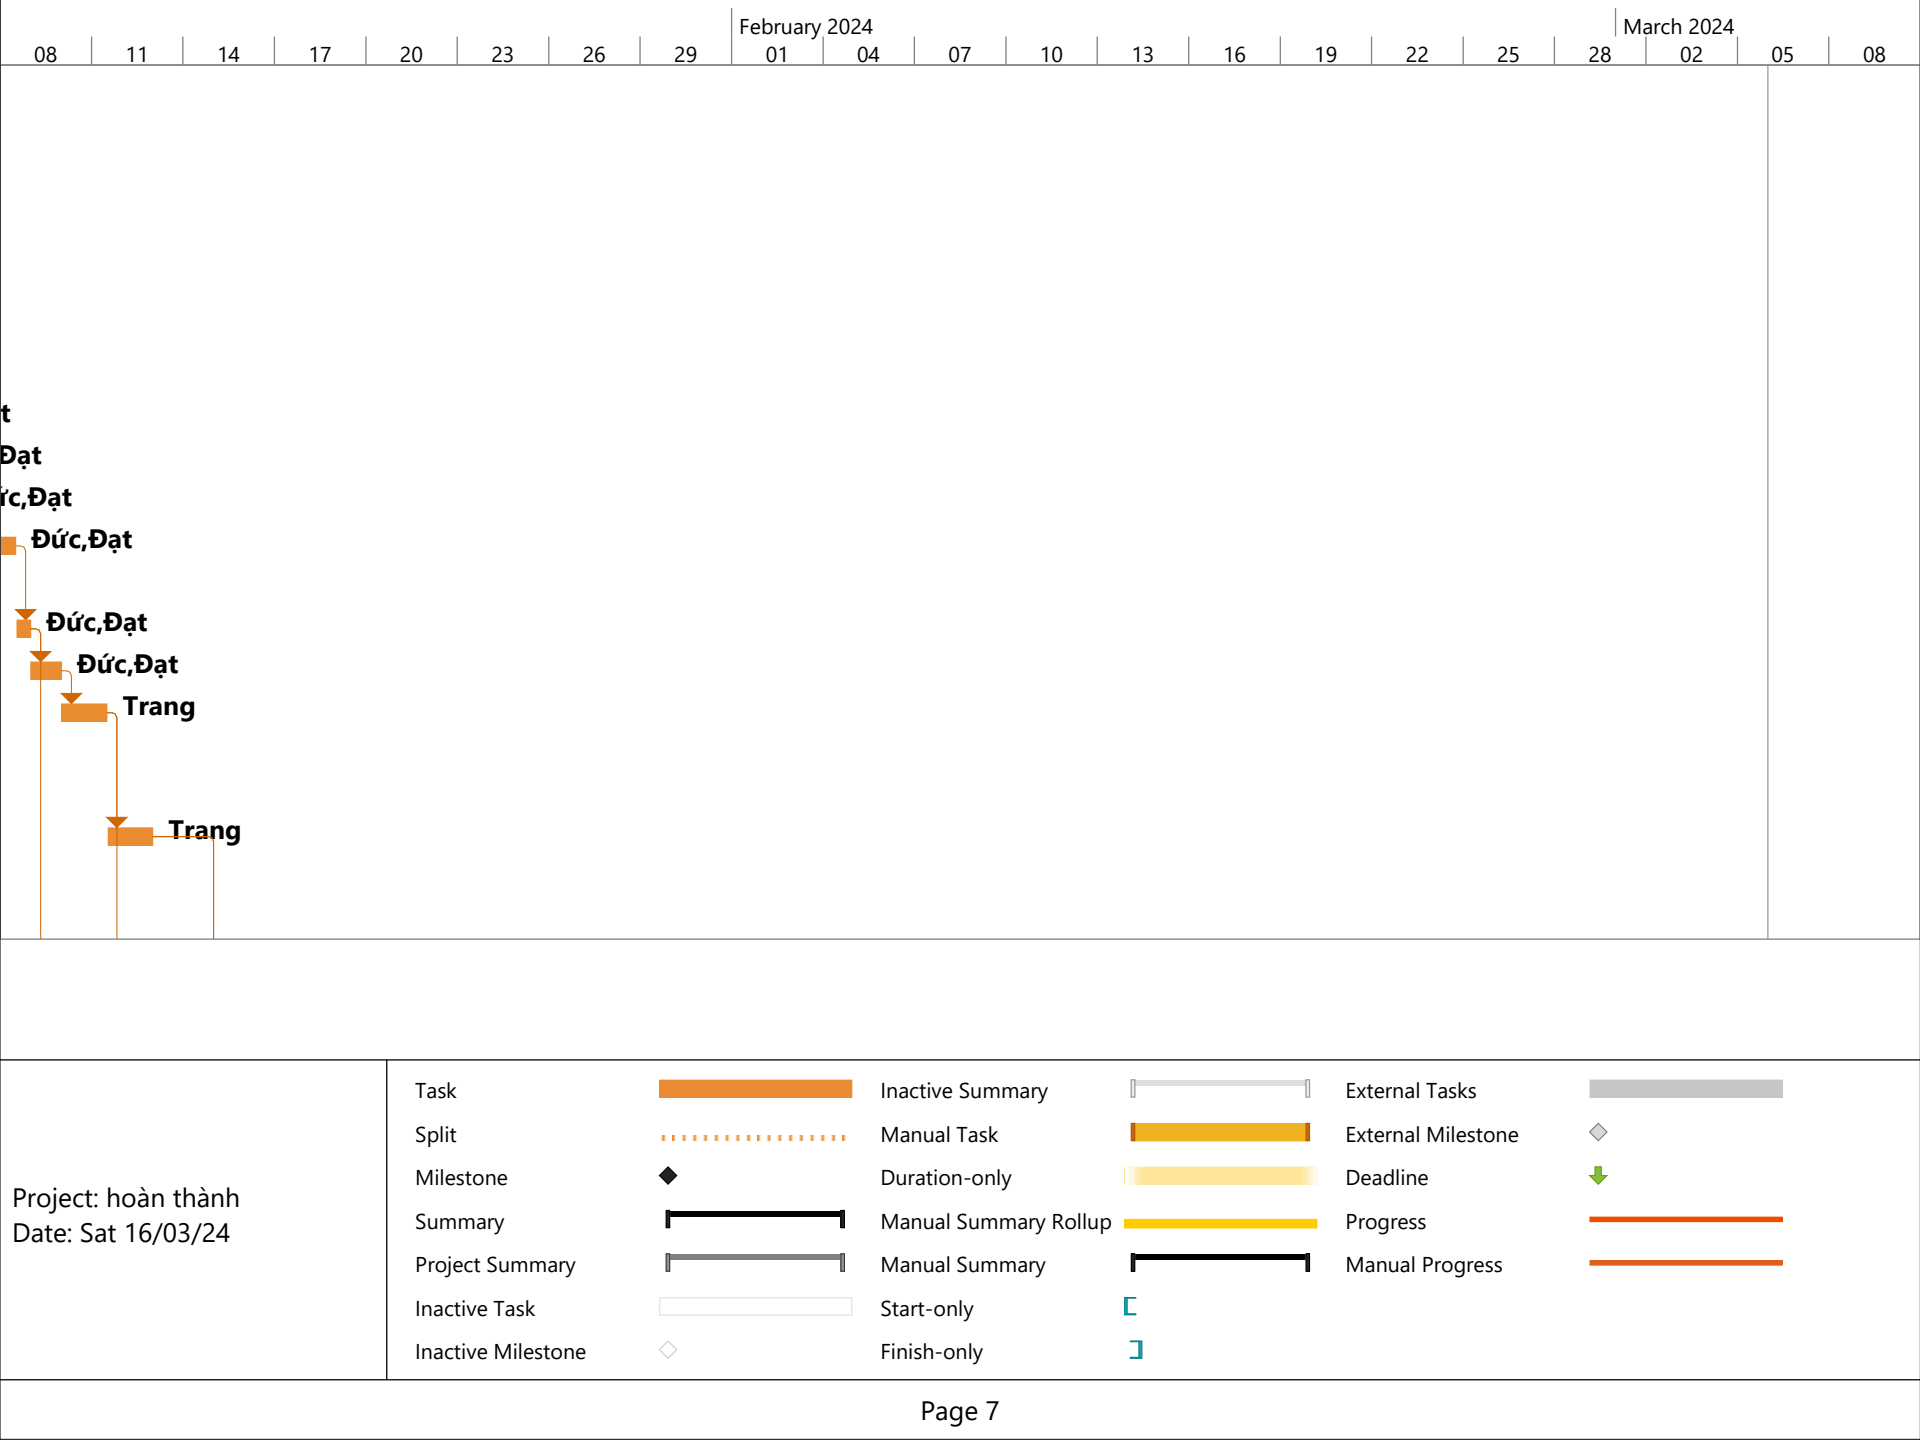 February 2024 March 2024
08 11 14 17 20 23 26 29 01 04 07 10 13 16 19 22 25 28 02 05 08
t
Đạt
ức,Đạt
Đức,Đạt
Đức,Đạt
Đức,Đạt
Trang
Trang
Task Inactive Summary External Tasks
Split Manual Task External Milestone
Milestone Duration-only Deadline
Summary Manual Summary Rollup Progress
Project Summary Manual Summary Manual Progress
Inactive Task Start-only
Inactive Milestone Finish-only
Project: hoàn thành
Date: Sat 16/03/24
Page 7